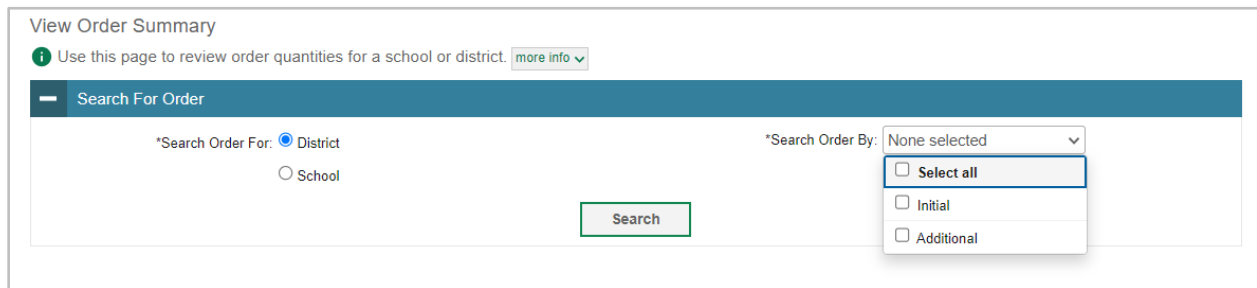 View Order Summary
Use this page to review order quantities for a school or district. more info
Search For Order
*Search Order For: District
School
*Search Order By: None selected
Select all
Initial
Additional
Search